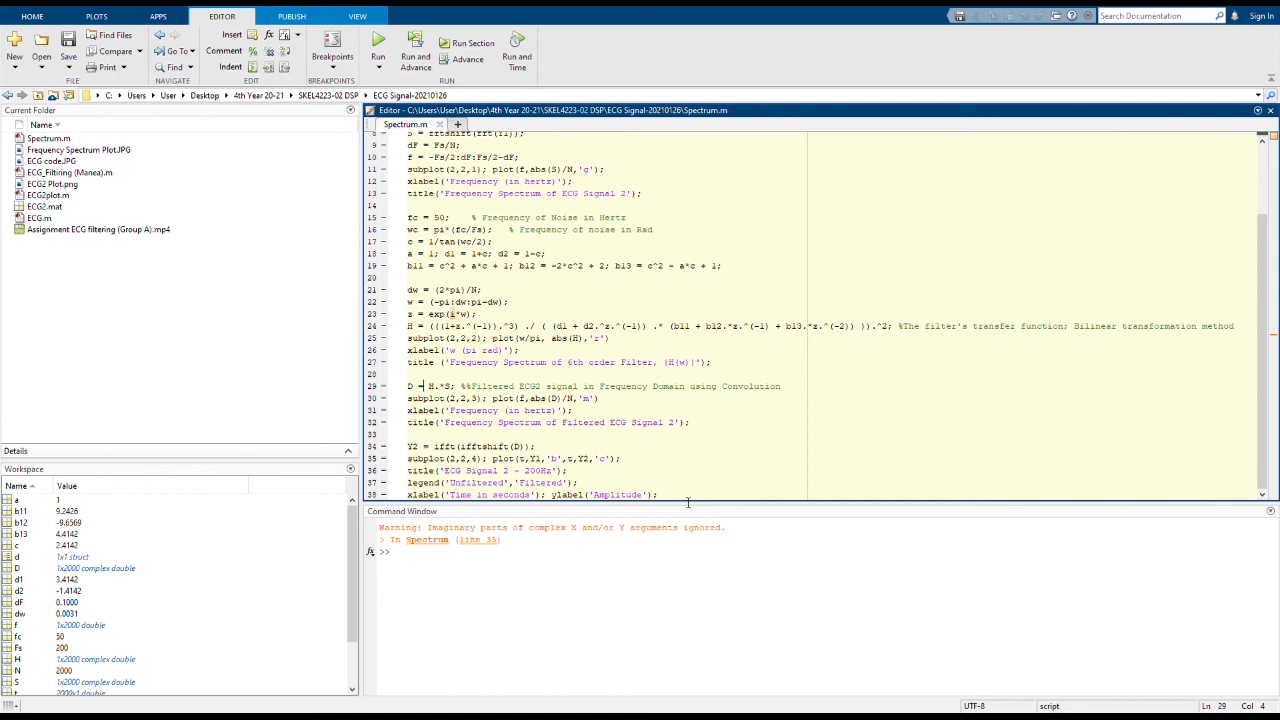 HOME PLOTS APPS EDITOR PUBLISH VIEW Search Documentation Sign In
New Open Save Find Files Compare Print Go To Find Insert Comment Indent Breakpoints Run Run and Advance Run Section Advance Run and Time
FILE NAVIGATE EDIT BREAKPOINTS RUN
C: Users User Desktop 4th Year 20-21 SKEL4223-02 DSP ECG Signal-20210126
Current Folder
Name
Spectrum.m
Frequency Spectrum Plot.JPG
ECG code.JPG
ECG_Filtiring (Manea).m
ECG2 Plot.png
ECG2plot.m
ECG2.mat
ECG.m
Assignment ECG filtering (Group A).mp4
Details
Workspace
Name Value
a 1
b11 9.2426
b12 -9.6569
b13 4.4142
c 2.4142
d 1x1 struct
D 1x2000 complex double
d1 3.4142
d2 -1.4142
dF 0.1000
dw 0.0031
f 1x2000 double
fc 50
Fs 200
H 1x2000 complex double
N 2000
S 1x2000 complex double
t 2000x1 double
Editor - C:\Users\User\Desktop\4th Year 20-21\SKEL4223-02 DSP\ECG Signal-20210126\Spectrum.m
Spectrum.m
8 S = fftshift(fft(Y1));
9 dF = Fs/N;
10 f = -Fs/2:dF:Fs/2-dF;
11 subplot(2,2,1); plot(f,abs(S)/N,'g');
12 xlabel('Frequency (in hertz)');
13 title('Frequency Spectrum of ECG Signal 2');
14
15 fc = 50; % Frequency of Noise in Hertz
16 wc = pi*(fc/Fs); % Frequency of noise in Rad
17 c = 1/tan(wc/2);
18 a = 1; d1 = 1+c; d2 = 1-c;
19 b11 = c^2 + a*c + 1; b12 = -2*c^2 + 2; b13 = c^2 - a*c + 1;
20
21 dw = (2*pi)/N;
22 w = (-pi:dw:pi-dw);
23 z = exp(i*w);
24 H = (((1+z.^(-1)).^3) ./ ( (d1 + d2.*z.^(-1)) .* (b11 + b12.*z.^(-1) + b13.*z.^(-2)) )).^2; %The filter's transfer function; Bilinear transformation method
25 subplot(2,2,2); plot(w/pi, abs(H),'r')
26 xlabel('w (pi rad)');
27 title ('Frequency Spectrum of 6th order Filter, |H(w)|');
28
29 D = H.*S; %%Filtered ECG2 signal in Frequency Domain using Convolution
30 subplot(2,2,3); plot(f,abs(D)/N,'m')
31 xlabel('Frequency (in hertz)');
32 title('Frequency Spectrum of Filtered ECG Signal 2');
33
34 Y2 = ifft(ifftshift(D));
35 subplot(2,2,4); plot(t,Y1,'b',t,Y2,'c');
36 title('ECG Signal 2 - 200Hz');
37 legend('Unfiltered','Filtered');
38 xlabel('Time in seconds'); ylabel('Amplitude');
Command Window
Warning: Imaginary parts of complex X and/or Y arguments ignored.
> In Spectrum (line 35)
fx >>
UTF-8 script Ln 29 Col 4